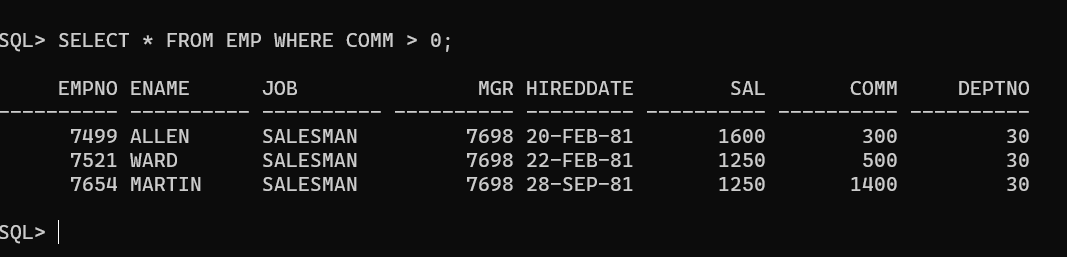 SQL> SELECT * FROM EMP WHERE COMM > 0;
EMPNO ENAME JOB MGR HIREDDATE SAL COMM DEPTNO
---------- ---------- ---------- ---------- --------- ---------- ---------- ----------
7499 ALLEN SALESMAN 7698 20-FEB-81 1600 300 30
7521 WARD SALESMAN 7698 22-FEB-81 1250 500 30
7654 MARTIN SALESMAN 7698 28-SEP-81 1250 1400 30
SQL>